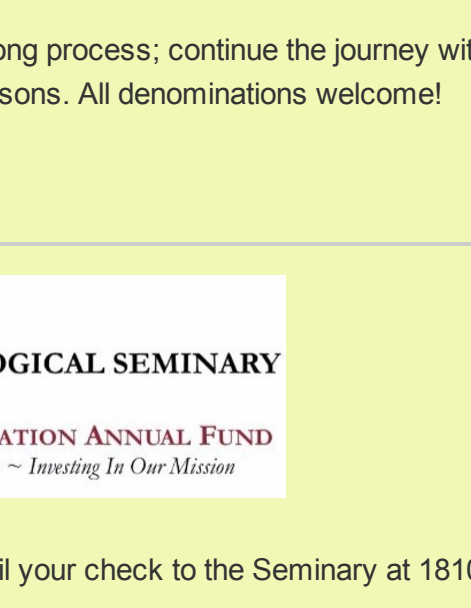 ong process; continue the journey wit
sons. All denominations welcome!
OGICAL SEMINARY
ATION ANNUAL FUND
~ Investing In Our Mission
il your check to the Seminary at 1810